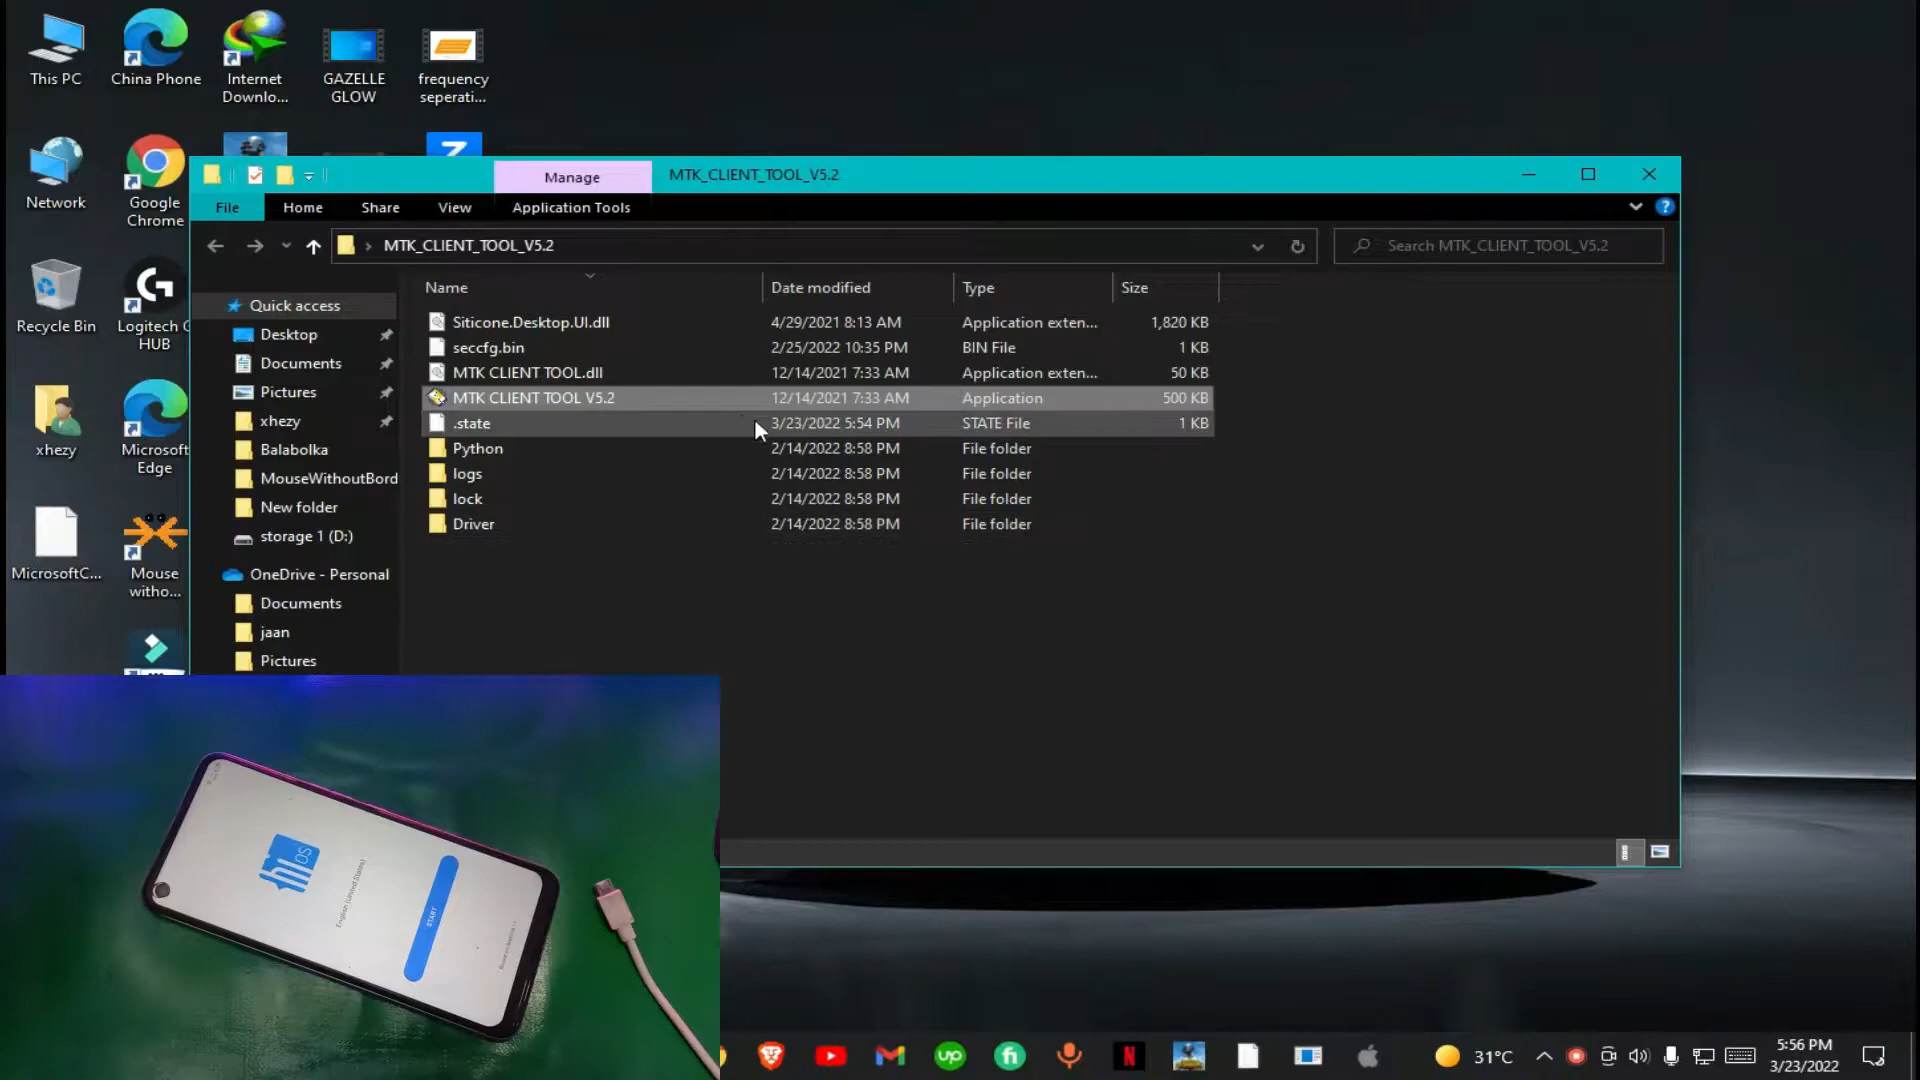 This PC
China Phone
Internet
Downlo...
GAZELLE
GLOW
frequency
seperati...
Network
Google
Chrome
Recycle Bin
Logitech G
HUB
xhezy
Microsoft
Edge
MicrosoftC...
Mouse
witho...
Manage
MTK_CLIENT_TOOL_V5.2
File
Home
Share
View
Application Tools
MTK_CLIENT_TOOL_V5.2
Search MTK_CLIENT_TOOL_V5.2
Quick access
Desktop
Documents
Pictures
xhezy
Balabolka
MouseWithoutBord
New folder
storage 1 (D:)
OneDrive - Personal
Documents
jaan
Pictures
Name Date modified Type Size
Siticone.Desktop.UI.dll 4/29/2021 8:13 AM Application exten... 1,820 KB
seccfg.bin 2/25/2022 10:35 PM BIN File 1 KB
MTK CLIENT TOOL.dll 12/14/2021 7:33 AM Application exten... 50 KB
MTK CLIENT TOOL V5.2 12/14/2021 7:33 AM Application 500 KB
.state 3/23/2022 5:54 PM STATE File 1 KB
Python 2/14/2022 8:58 PM File folder
logs 2/14/2022 8:58 PM File folder
lock 2/14/2022 8:58 PM File folder
Driver 2/14/2022 8:58 PM File folder
hiOS
English (United States)
START
up
fi
N
31°C
5:56 PM
3/23/2022